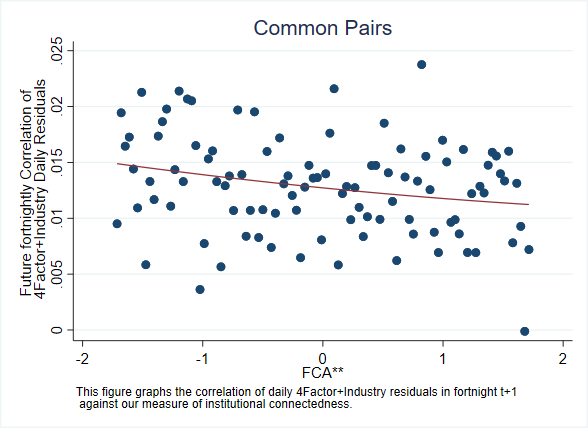 Common Pairs
Future fortnightly Correlation of
4Factor+Industry Daily Residuals
.025
.02
.015
.01
.005
0
-2
-1
0
1
2
FCA**
This figure graphs the correlation of daily 4Factor+Industry residuals in fortnight t+1
against our measure of institutional connectedness.